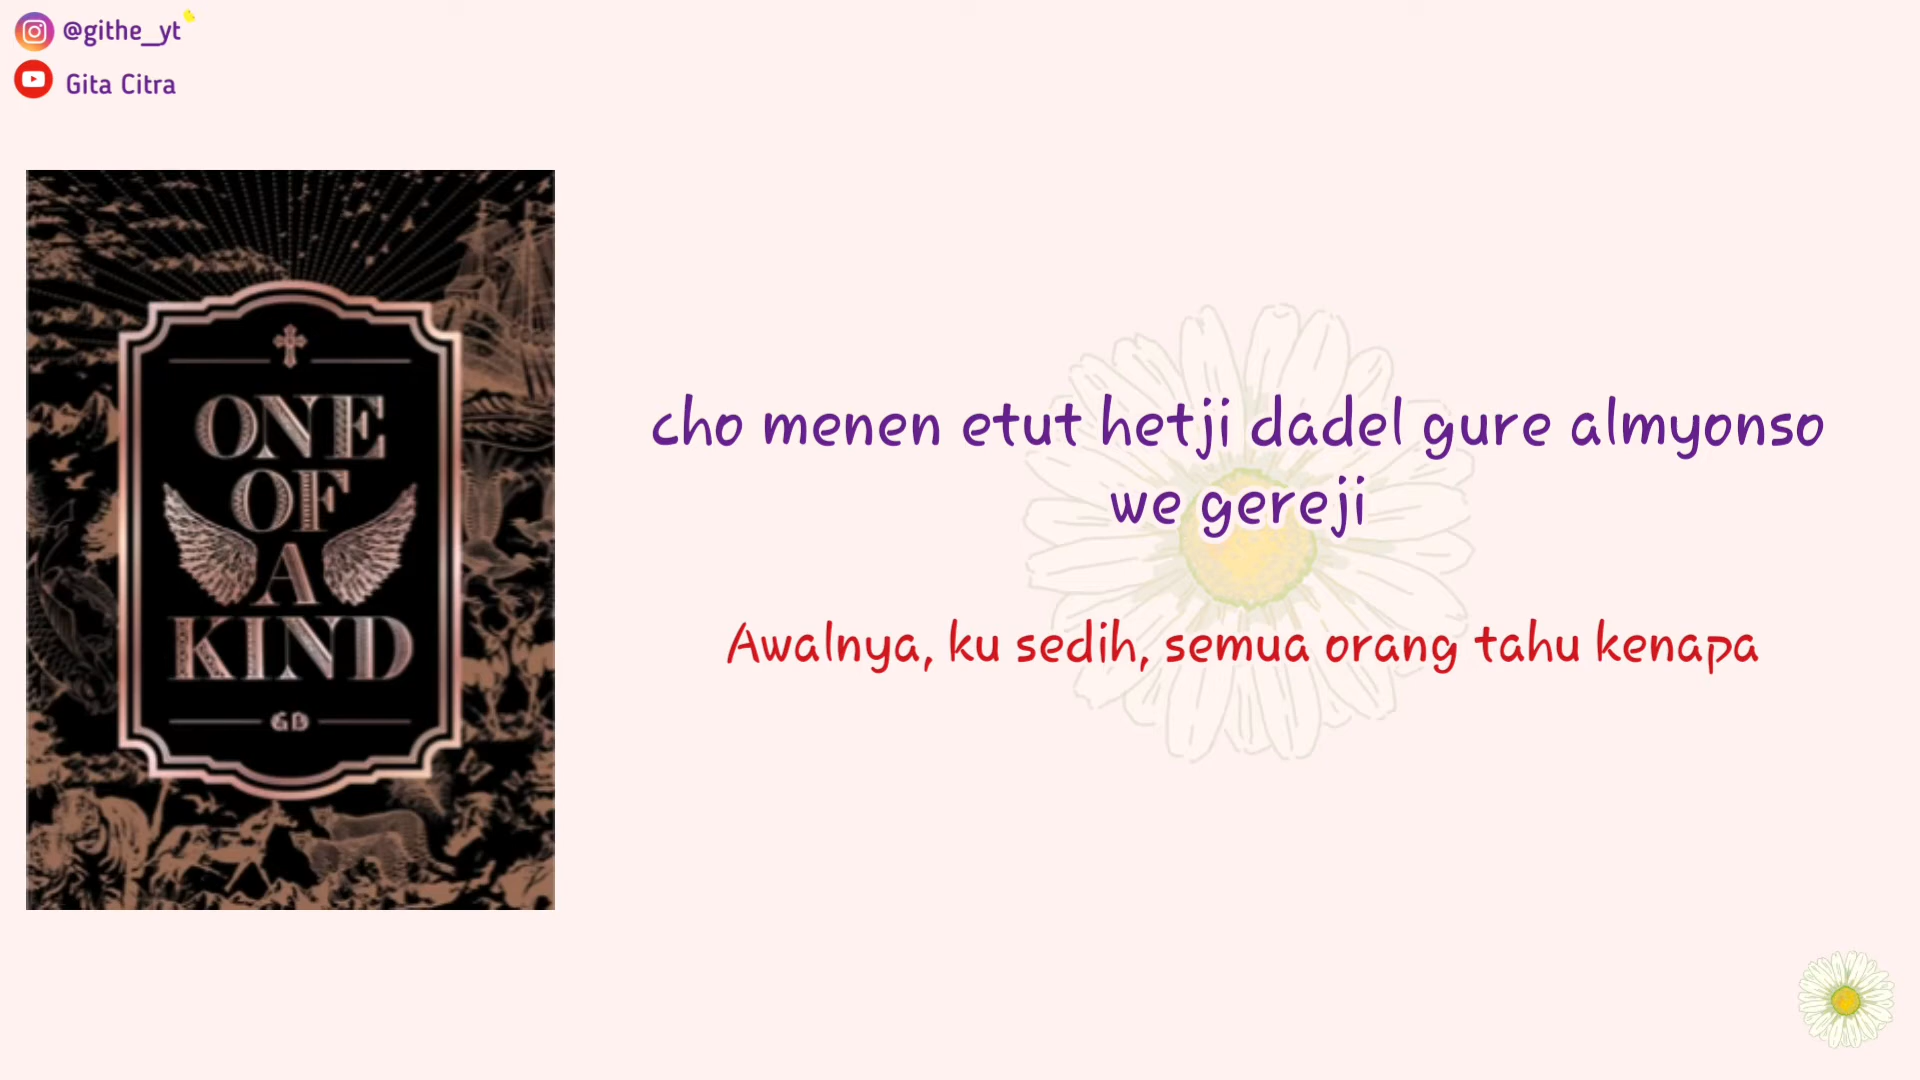 @githe_yt
Gita Citra
ONE
OF
A
KIND
GD
cho menen etut hetji dadel gure almyonso
we gereji
Awalnya, ku sedih, semua orang tahu kenapa